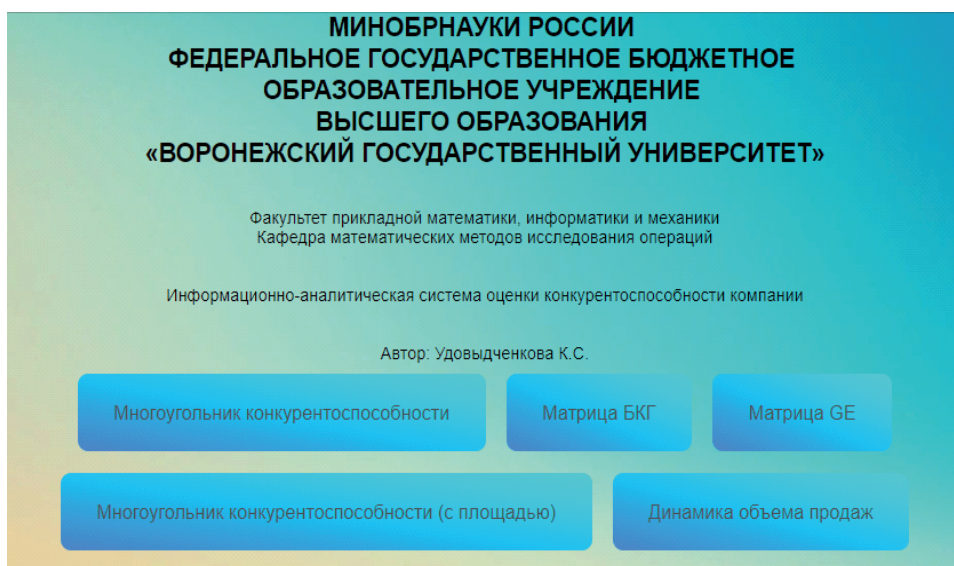 МИНОБРНАУКИ РОССИИ
ФЕДЕРАЛЬНОЕ ГОСУДАРСТВЕННОЕ БЮДЖЕТНОЕ
ОБРАЗОВАТЕЛЬНОЕ УЧРЕЖДЕНИЕ
ВЫСШЕГО ОБРАЗОВАНИЯ
«ВОРОНЕЖСКИЙ ГОСУДАРСТВЕННЫЙ УНИВЕРСИТЕТ»
Факультет прикладной математики, информатики и механики
Кафедра математических методов исследования операций
Информационно-аналитическая система оценки конкурентоспособности компании
Автор: Удовыдченкова К.С.
Многоугольник конкурентоспособности
Матрица БКГ
Матрица GE
Многоугольник конкурентоспособности (с площадью)
Динамика объема продаж